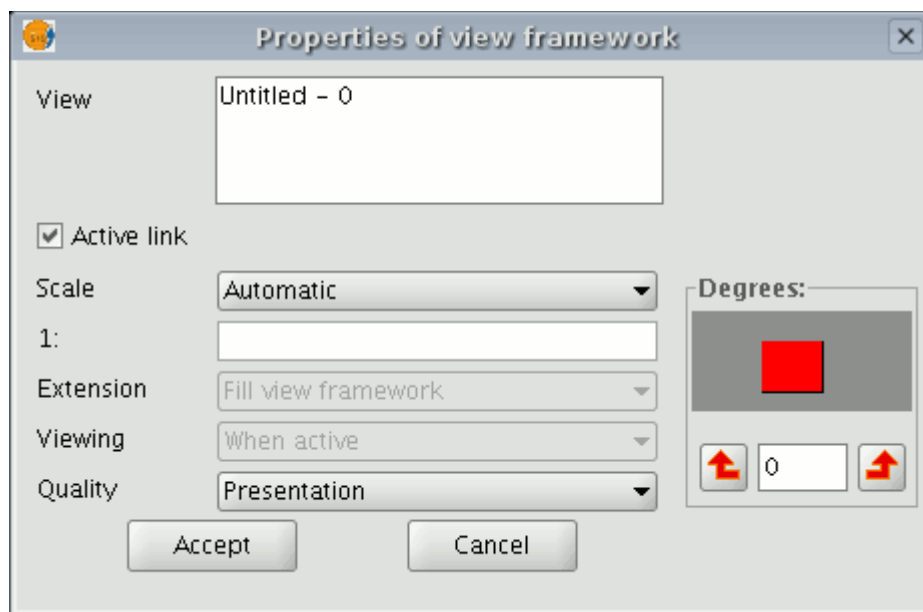 Properties of view framework
View
Untitled - 0
Active link
Scale
Automatic
Degrees:
1:
Extension
Fill view framework
Viewing
When active
0
Quality
Presentation
Accept
Cancel